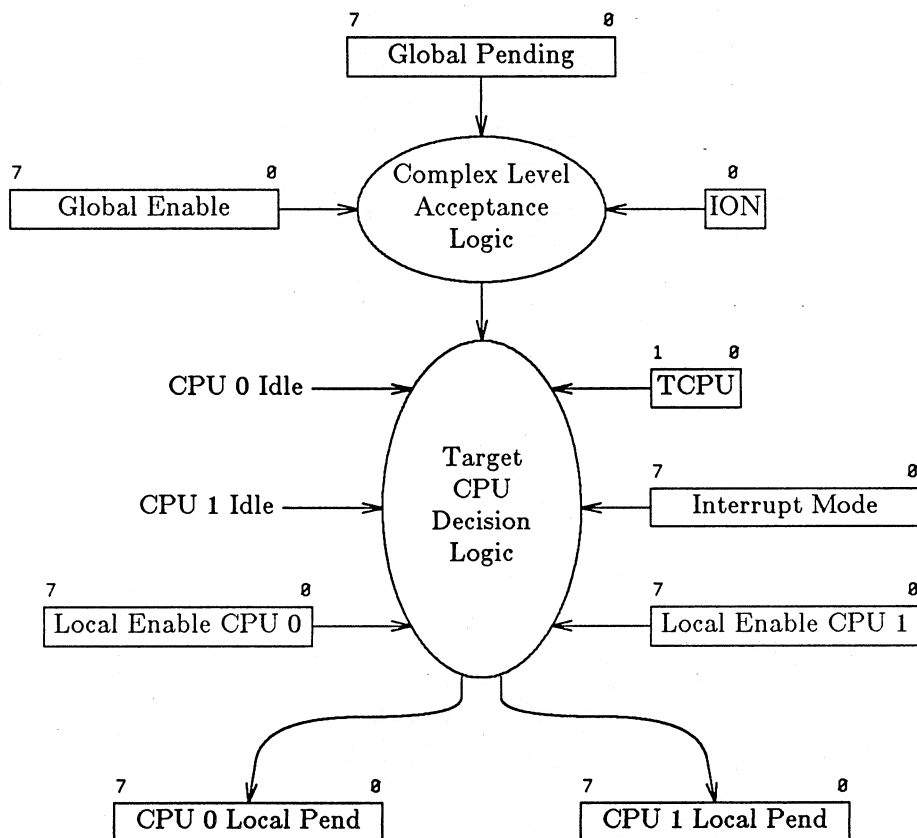 7 0
Global Pending
7 0
Global Enable
Complex Level
Acceptance
Logic
0
ION
CPU 0 Idle
1 0
TCPU
Target
CPU
Decision
Logic
CPU 1 Idle
7 0
Interrupt Mode
7 0
Local Enable CPU 0
7 0
Local Enable CPU 1
7 0
CPU 0 Local Pend
7 0
CPU 1 Local Pend